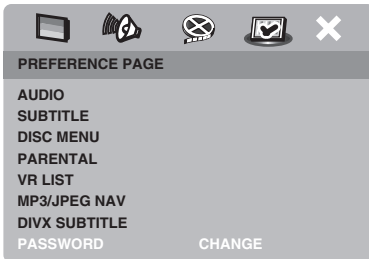 PREFERENCE PAGE
AUDIO
SUBTITLE
DISC MENU
PARENTAL
VR LIST
MP3/JPEG NAV
DIVX SUBTITLE
PASSWORD CHANGE